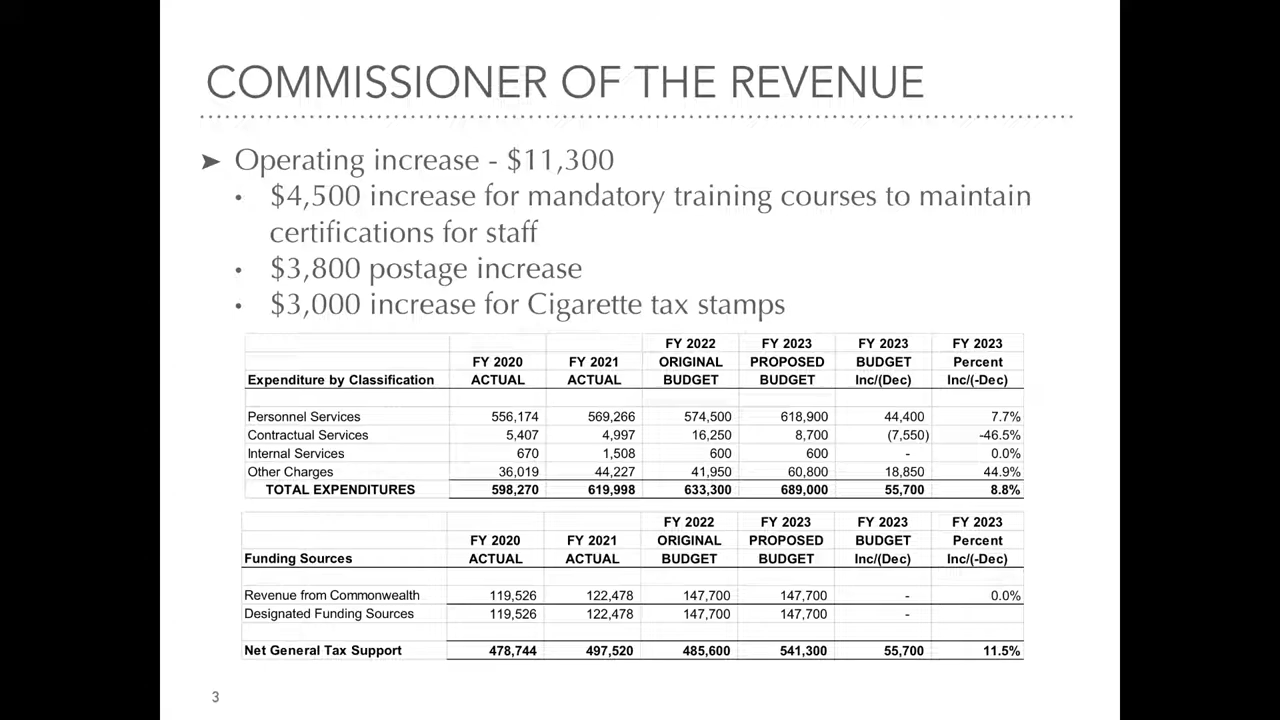 COMMISSIONER OF THE REVENUE
➤ Operating increase - $11,300
• $4,500 increase for mandatory training courses to maintain
certifications for staff
• $3,800 postage increase
• $3,000 increase for Cigarette tax stamps
FY 2022 FY 2023 FY 2023 FY 2023
FY 2020 FY 2021 ORIGINAL PROPOSED BUDGET Percent
Expenditure by Classification ACTUAL ACTUAL BUDGET BUDGET Inc/(Dec) Inc/(-Dec)
Personnel Services 556,174 569,266 574,500 618,900 44,400 7.7%
Contractual Services 5,407 4,997 16,250 8,700 (7,550) -46.5%
Internal Services 670 1,508 600 600 - 0.0%
Other Charges 36,019 44,227 41,950 60,800 18,850 44.9%
TOTAL EXPENDITURES 598,270 619,998 633,300 689,000 55,700 8.8%
FY 2022 FY 2023 FY 2023 FY 2023
FY 2020 FY 2021 ORIGINAL PROPOSED BUDGET Percent
Funding Sources ACTUAL ACTUAL BUDGET BUDGET Inc/(Dec) Inc/(-Dec)
Revenue from Commonwealth 119,526 122,478 147,700 147,700 - 0.0%
Designated Funding Sources 119,526 122,478 147,700 147,700 -
Net General Tax Support 478,744 497,520 485,600 541,300 55,700 11.5%
3